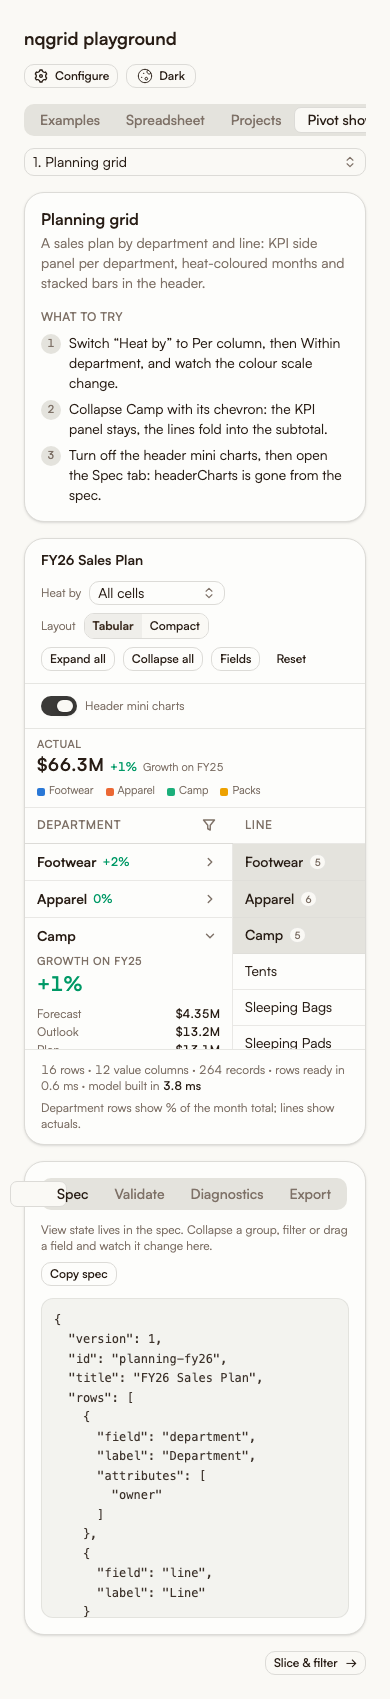 nqgrid playground
Configure
Dark
Examples
Spreadsheet
Projects
Pivot
1. Planning grid
Planning grid
A sales plan by department and line: KPI side
panel per department, heat-coloured months and
stacked bars in the header.
WHAT TO TRY
1 Switch “Heat by” to Per column, then Within
department, and watch the colour scale
change.
2 Collapse Camp with its chevron: the KPI
panel stays, the lines fold into the subtotal.
3 Turn off the header mini charts, then open
the Spec tab: headerCharts is gone from the
spec.
FY26 Sales Plan
Heat by All cells
Layout Tabular Compact
Expand all Collapse all Fields Reset
Header mini charts
ACTUAL
$66.3M +1% Growth on FY25
Footwear Apparel Camp Packs
DEPARTMENT LINE
Footwear +2% Footwear 5
Apparel 0% Apparel 6
Camp Camp 5
GROWTH ON FY25
+1%
Tents
Sleeping Bags
Forecast $4.35M
Outlook $13.2M
Plan $13.1M
Sleeping Pads
16 rows · 12 value columns · 264 records · rows ready in
0.6 ms · model built in 3.8 ms
Department rows show % of the month total; lines show
actuals.
Spec Validate Diagnostics Export
View state lives in the spec. Collapse a group, filter or drag
a field and watch it change here.
Copy spec
{
"version": 1,
"id": "planning-fy26",
"title": "FY26 Sales Plan",
"rows": [
{
"field": "department",
"label": "Department",
"attributes": [
"owner"
]
},
{
"field": "line",
"label": "Line"
}
Slice & filter →